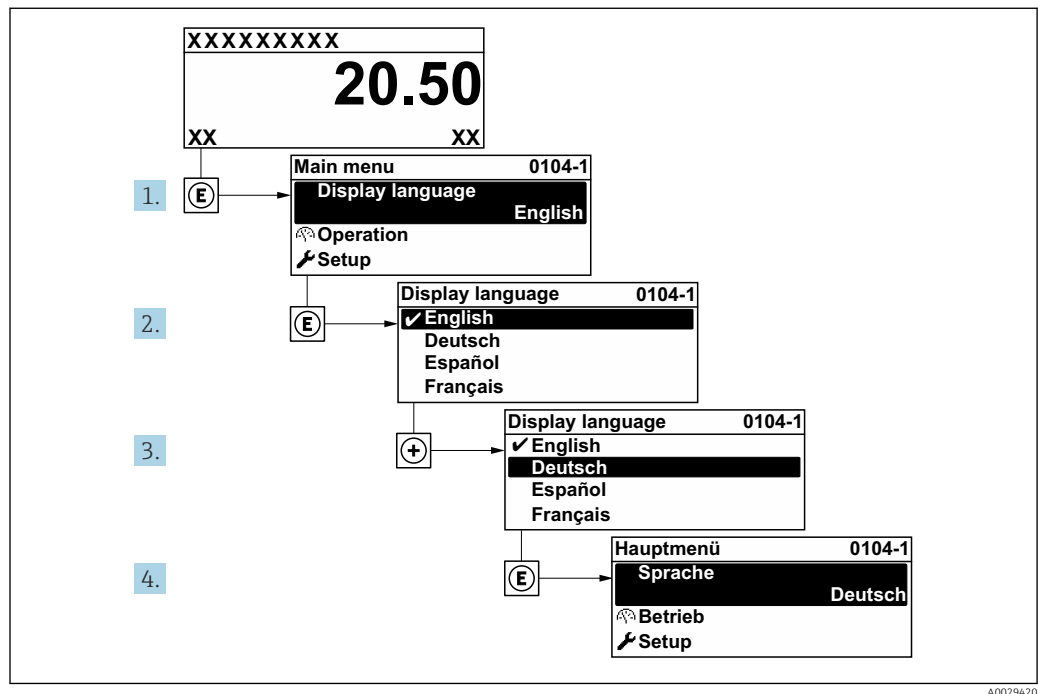 XXXXXXXXX
20.50
XX XX
Main menu 0104-1
1. E Display language
English
Operation
Setup
Display language 0104-1
2. E ✔ English
Deutsch
Español
Français
Display language 0104-1
3. + ✔ English
Deutsch
Español
Français
Hauptmenü 0104-1
4. E Sprache
Deutsch
Betrieb
Setup
A0029420